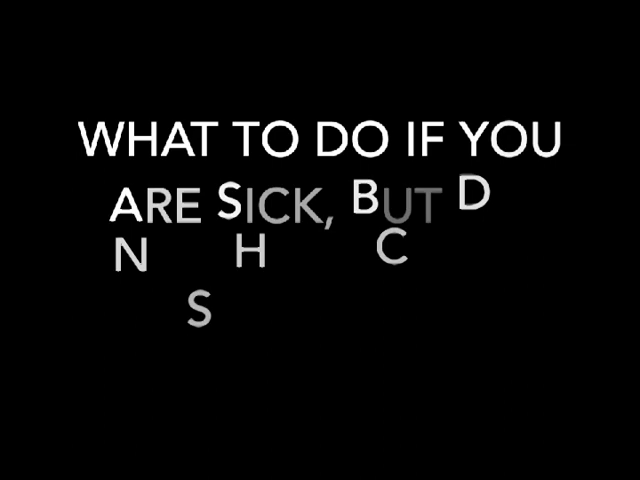 WHAT TO DO IF YOU
ARE SICK, BUT D
N H C
S